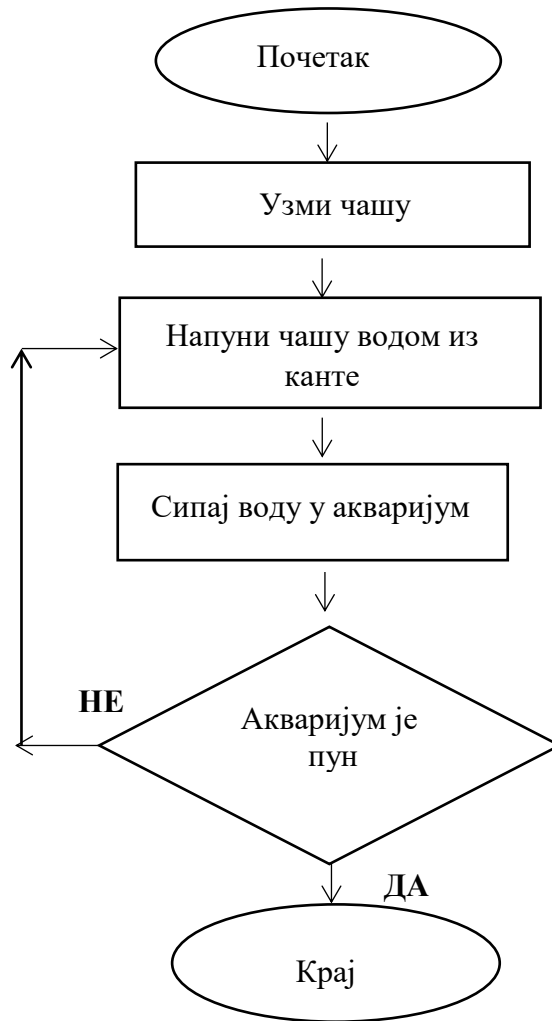 Почетак
Узми чашу
Напуни чашу водом из
канте
Сипај воду у акваријум
НЕ
Акваријум је
пун
ДА
Крај